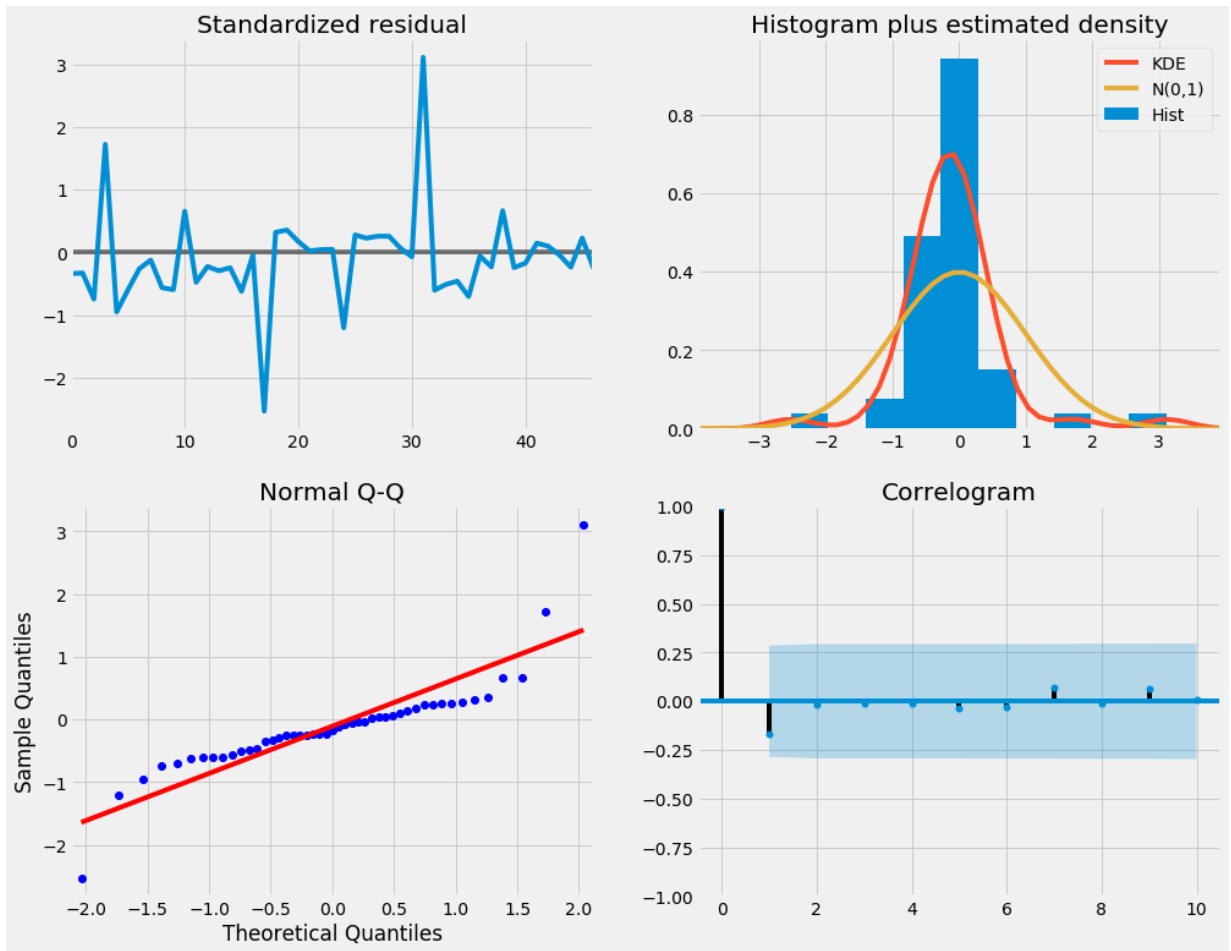 Standardized residual
3
2
1
0
−1
−2
0 10 20 30 40
Histogram plus estimated density
KDE
N(0,1)
Hist
0.8
0.6
0.4
0.2
0.0
−3 −2 −1 0 1 2 3
Normal Q-Q
Sample Quantiles
3
2
1
0
−1
−2
−2.0 −1.5 −1.0 −0.5 0.0 0.5 1.0 1.5 2.0
Theoretical Quantiles
Correlogram
1.00
0.75
0.50
0.25
0.00
−0.25
−0.50
−0.75
−1.00
0 2 4 6 8 10